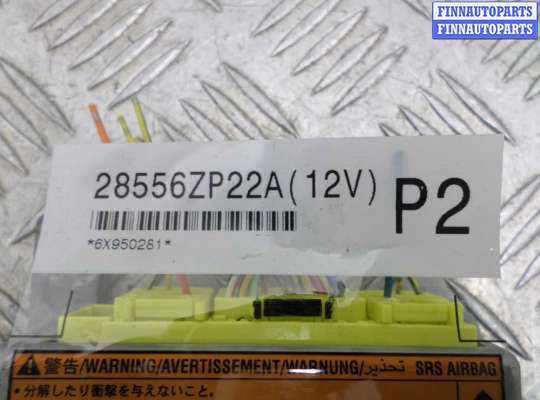 FINNAUTOPARTS
FINNAUTOPARTS
28556ZP22A(12V)
P2
*6X950281*
警告/WARNING/AVERTISSEMENT/WARNUNG/تحذير SRS AIRBAG
•分解したり衝撃を与えないこと。